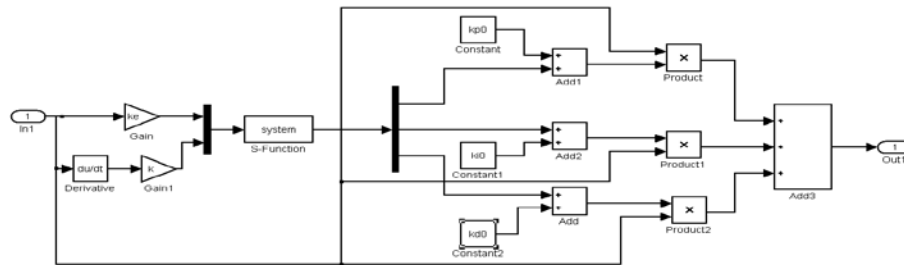 kp0
Constant
Add1
×
Product
1
In1
ke
Gain
system
S-Function
du/dt
Derivative
k
Gain1
ki0
Constant1
Add2
×
Product1
Add3
1
Out1
kd0
Constant2
Add
×
Product2